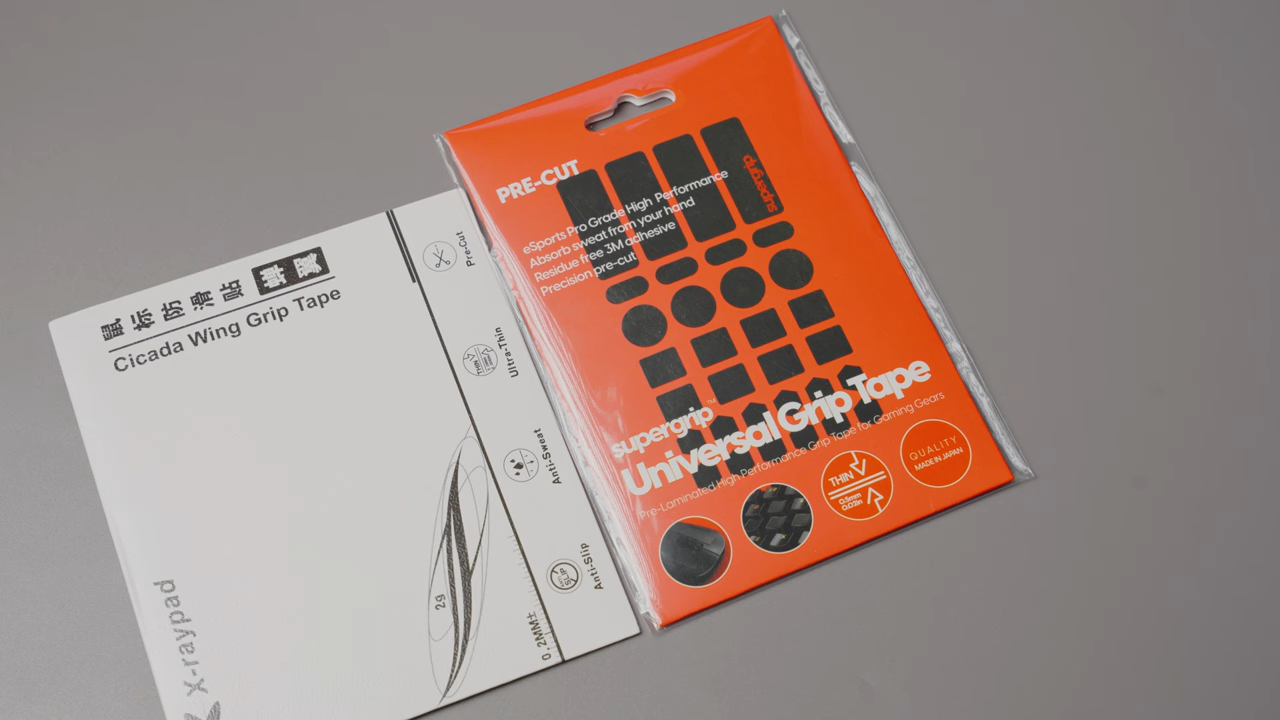 鼠标防滑贴 蝉翼
Cicada Wing Grip Tape
Pre-Cut
THIN
Ultra-Thin
Anti-Sweat
ANTI
SLIP
Anti-Slip
2g
0.2MM±
X-raypad
PRE-CUT
eSports Pro Grade High Performance
Absorb sweat from your hand
Residue free 3M adhesive
Precision pre-cut
supergrip
supergrip™
Universal Grip Tape
Pre-Laminated High Performance Grip Tape for Gaming Gears
THIN
0.5mm
0.02in
QUALITY
MADE IN JAPAN